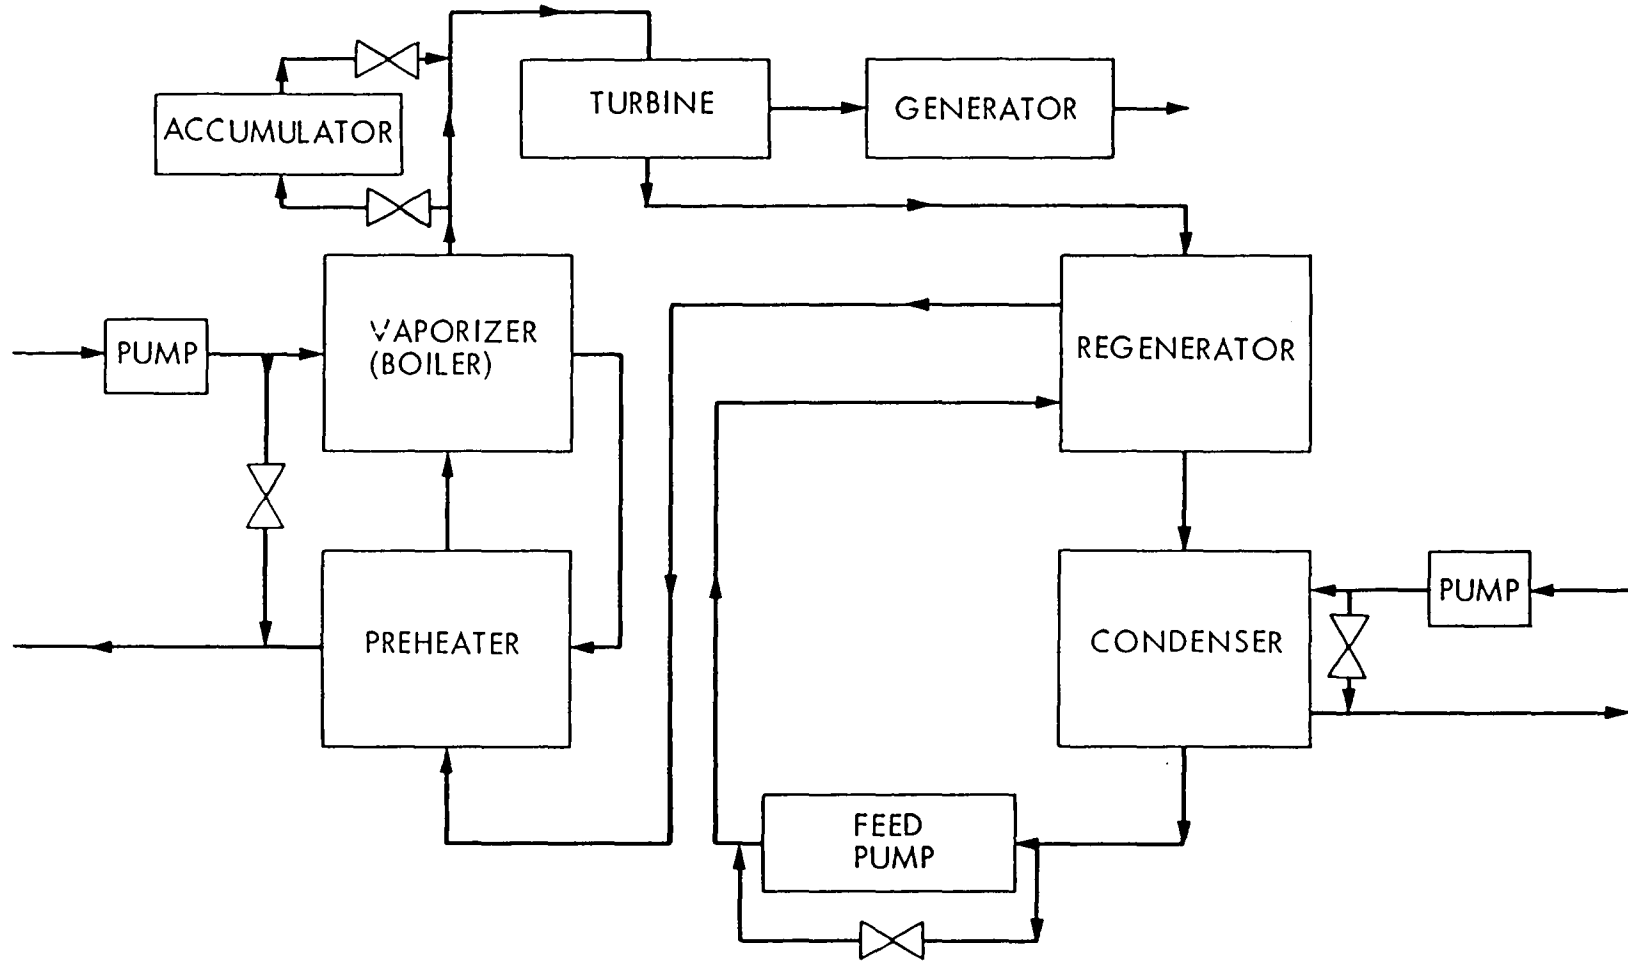 TURBINE
GENERATOR
ACCUMULATOR
PUMP
VAPORIZER
(BOILER)
REGENERATOR
PREHEATER
CONDENSER
PUMP
FEED
PUMP